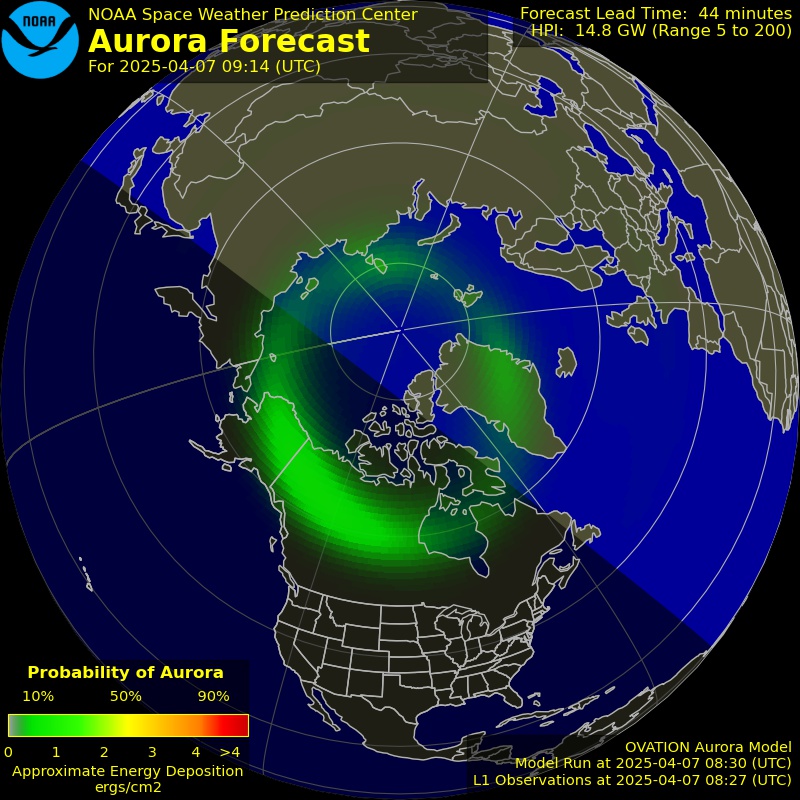 NOAA
NOAA Space Weather Prediction Center
Aurora Forecast
For 2025-04-07 09:14 (UTC)
Forecast Lead Time: 44 minutes
HPI: 14.8 GW (Range 5 to 200)
Probability of Aurora
10% 50% 90%
0 1 2 3 4 >4
Approximate Energy Deposition
ergs/cm2
OVATION Aurora Model
Model Run at 2025-04-07 08:30 (UTC)
L1 Observations at 2025-04-07 08:27 (UTC)